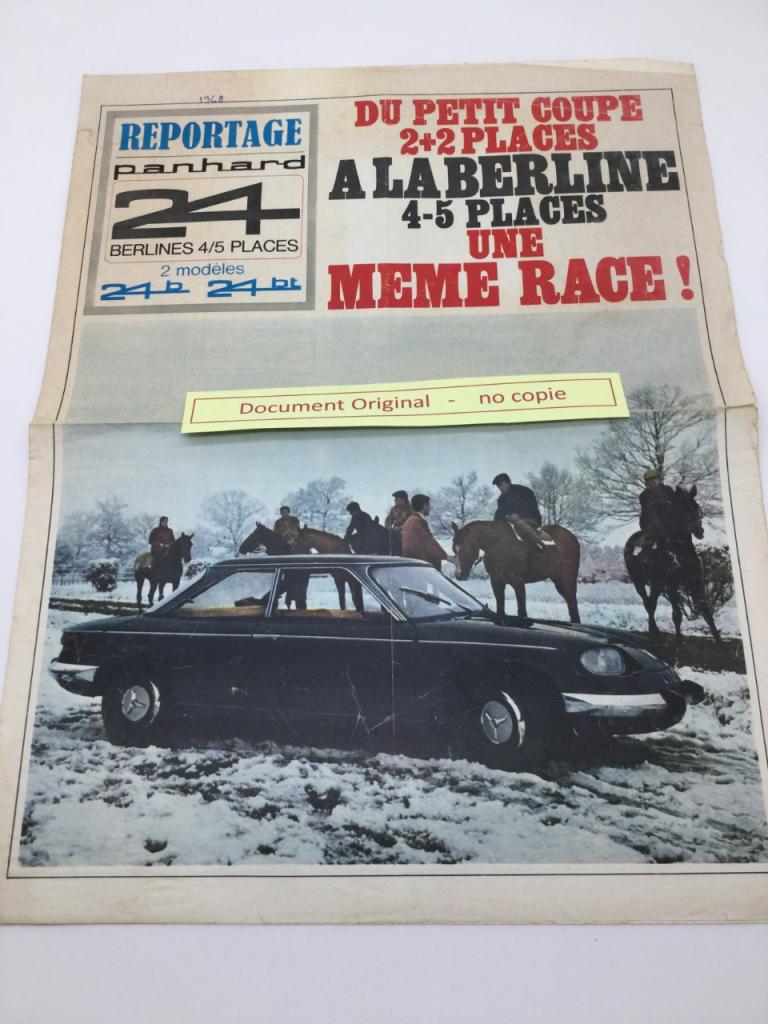 1968
REPORTAGE
panhard
24
BERLINES 4/5 PLACES
2 modèles
24 b 24 bt
DU PETIT COUPE
2+2 PLACES
A LA BERLINE
4-5 PLACES
UNE
MEME RACE !
Document Original - no copie